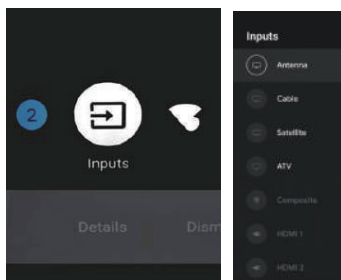 2
Inputs
Details
Dism
Inputs
Antenna
Cable
Satellite
ATV
Composite
HDMI 1
HDMI 2